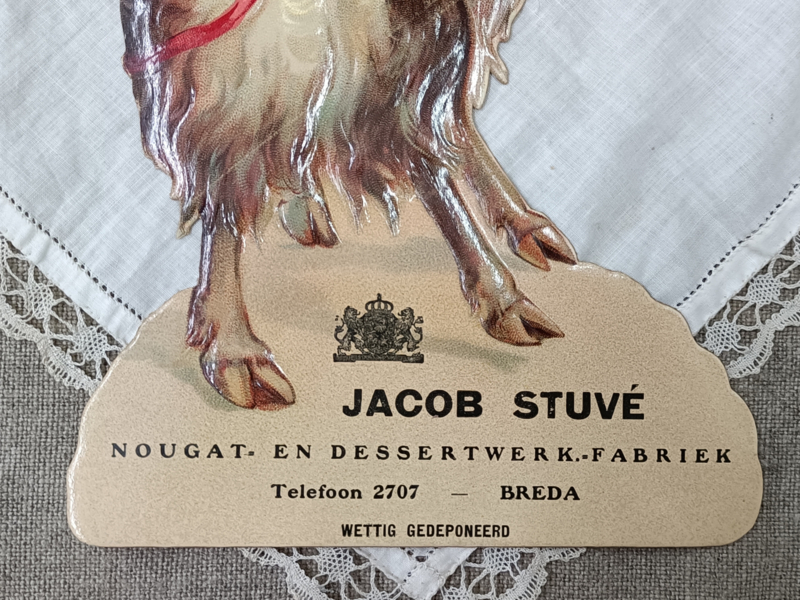 JACOB STUVÉ
NOUGAT- EN DESSERTWERK.-FABRIEK
Telefoon 2707 — BREDA
WETTIG GEDEPONEERD